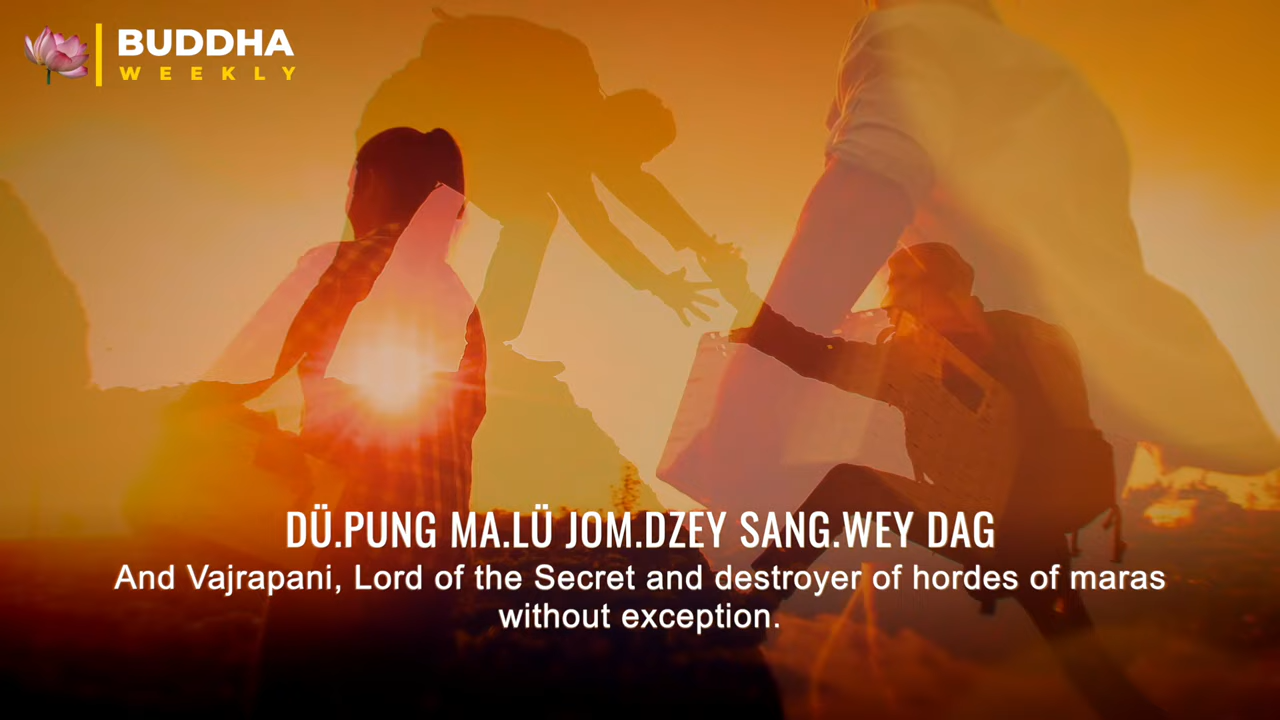 BUDDHA
WEEKLY
DÜ.PUNG MA.LÜ JOM.DZEY SANG.WEY DAG
And Vajrapani, Lord of the Secret and destroyer of hordes of maras
without exception.